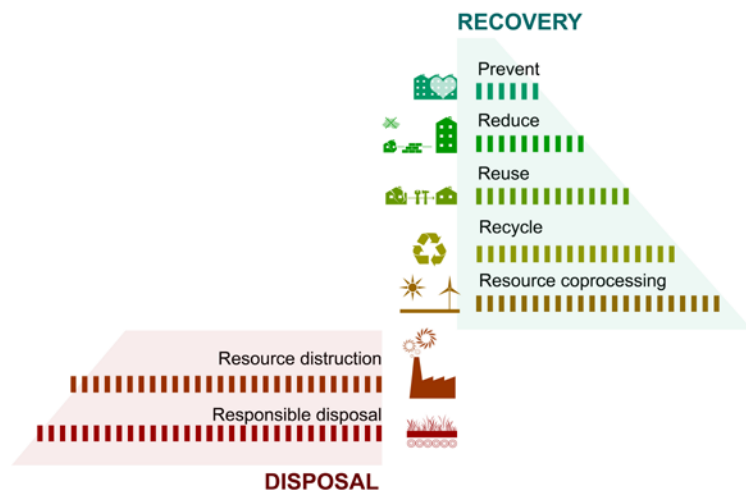 RECOVERY
Prevent
Reduce
Reuse
Recycle
Resource coprocessing
Resource distruction
Responsible disposal
DISPOSAL